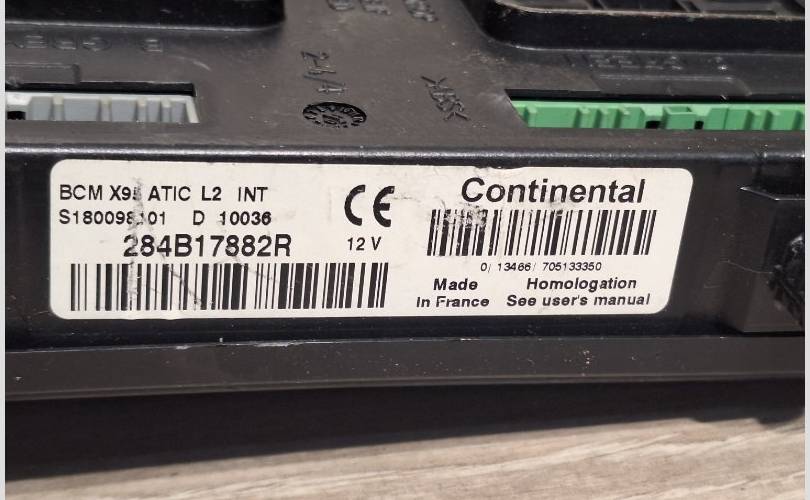 BCM X95 ATIC L2 INT
S180098101 D 10036
284B17882R
12 V
CE
Continental
0/ 13466/ 705133350
Made
in France
Homologation
See user's manual